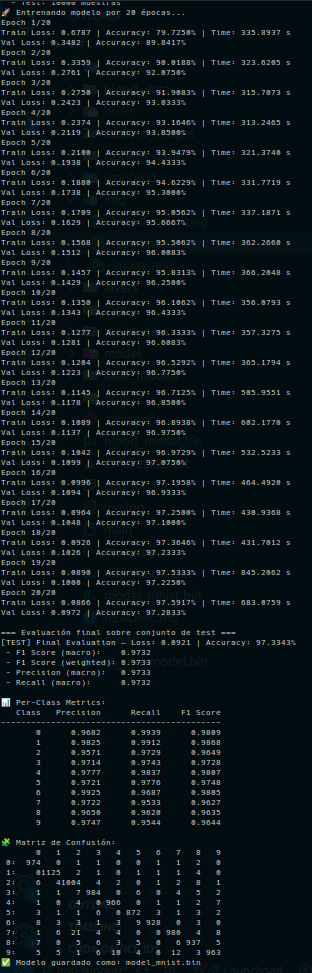 - Test: 10000 muestras
🚀 Entrenando modelo por 20 épocas...
Epoch 1/20
Train Loss: 0.6787 | Accuracy: 79.7250% | Time: 335.8937 s
Val Loss: 0.3482 | Accuracy: 89.8417%
Epoch 2/20
Train Loss: 0.3359 | Accuracy: 90.0188% | Time: 323.6205 s
Val Loss: 0.2761 | Accuracy: 92.0750%
Epoch 3/20
Train Loss: 0.2750 | Accuracy: 91.9083% | Time: 315.7073 s
Val Loss: 0.2423 | Accuracy: 93.0333%
Epoch 4/20
Train Loss: 0.2374 | Accuracy: 93.1646% | Time: 313.2465 s
Val Loss: 0.2119 | Accuracy: 93.8500%
Epoch 5/20
Train Loss: 0.2100 | Accuracy: 93.9479% | Time: 321.3740 s
Val Loss: 0.1938 | Accuracy: 94.4333%
Epoch 6/20
Train Loss: 0.1880 | Accuracy: 94.6229% | Time: 331.7719 s
Val Loss: 0.1738 | Accuracy: 95.3000%
Epoch 7/20
Train Loss: 0.1709 | Accuracy: 95.0562% | Time: 337.1871 s
Val Loss: 0.1629 | Accuracy: 95.6667%
Epoch 8/20
Train Loss: 0.1568 | Accuracy: 95.5062% | Time: 362.2660 s
Val Loss: 0.1512 | Accuracy: 96.0083%
Epoch 9/20
Train Loss: 0.1457 | Accuracy: 95.8313% | Time: 366.2048 s
Val Loss: 0.1429 | Accuracy: 96.2500%
Epoch 10/20
Train Loss: 0.1350 | Accuracy: 96.1062% | Time: 356.0793 s
Val Loss: 0.1343 | Accuracy: 96.4333%
Epoch 11/20
Train Loss: 0.1277 | Accuracy: 96.3333% | Time: 357.3275 s
Val Loss: 0.1281 | Accuracy: 96.6083%
Epoch 12/20
Train Loss: 0.1204 | Accuracy: 96.5292% | Time: 365.1794 s
Val Loss: 0.1223 | Accuracy: 96.7750%
Epoch 13/20
Train Loss: 0.1145 | Accuracy: 96.7125% | Time: 505.9551 s
Val Loss: 0.1178 | Accuracy: 96.8500%
Epoch 14/20
Train Loss: 0.1089 | Accuracy: 96.8938% | Time: 602.1770 s
Val Loss: 0.1137 | Accuracy: 96.9750%
Epoch 15/20
Train Loss: 0.1042 | Accuracy: 96.9729% | Time: 532.5233 s
Val Loss: 0.1099 | Accuracy: 97.0750%
Epoch 16/20
Train Loss: 0.0996 | Accuracy: 97.1958% | Time: 464.4920 s
Val Loss: 0.1094 | Accuracy: 96.9333%
Epoch 17/20
Train Loss: 0.0964 | Accuracy: 97.2500% | Time: 430.9368 s
Val Loss: 0.1048 | Accuracy: 97.1000%
Epoch 18/20
Train Loss: 0.0926 | Accuracy: 97.3646% | Time: 431.7012 s
Val Loss: 0.1026 | Accuracy: 97.2333%
Epoch 19/20
Train Loss: 0.0890 | Accuracy: 97.5333% | Time: 845.2062 s
Val Loss: 0.1000 | Accuracy: 97.2250%
Epoch 20/20
Train Loss: 0.0866 | Accuracy: 97.5917% | Time: 683.0759 s
Val Loss: 0.0972 | Accuracy: 97.2833%
=== Evaluación final sobre conjunto de test ===
[TEST] Final Evaluation — Loss: 0.0921 | Accuracy: 97.3343%
- F1 Score (macro): 0.9732
- F1 Score (weighted): 0.9733
- Precision (macro): 0.9733
- Recall (macro): 0.9732
📊 Per-Class Metrics:
Class Precision Recall F1 Score
--------------------------------------------------
0 0.9682 0.9939 0.9809
1 0.9825 0.9912 0.9868
2 0.9571 0.9729 0.9649
3 0.9714 0.9743 0.9728
4 0.9777 0.9837 0.9807
5 0.9721 0.9776 0.9748
6 0.9925 0.9687 0.9805
7 0.9722 0.9533 0.9627
8 0.9650 0.9620 0.9635
9 0.9747 0.9544 0.9644
🧩 Matriz de Confusión:
0 1 2 3 4 5 6 7 8 9
0: 974 0 1 1 0 0 1 1 2 0
1: 01125 2 1 0 1 1 1 4 0
2: 6 41004 4 2 0 1 2 8 1
3: 1 1 7 984 0 6 0 4 5 2
4: 1 0 4 0 966 0 1 1 2 7
5: 3 1 1 6 0 872 3 1 3 2
6: 8 3 3 1 3 9 928 0 3 0
7: 1 6 21 4 4 0 0 980 4 8
8: 7 0 5 6 3 5 0 6 937 5
9: 5 5 1 6 10 4 0 12 3 963
✅ Modelo guardado como: model_mnist.bin